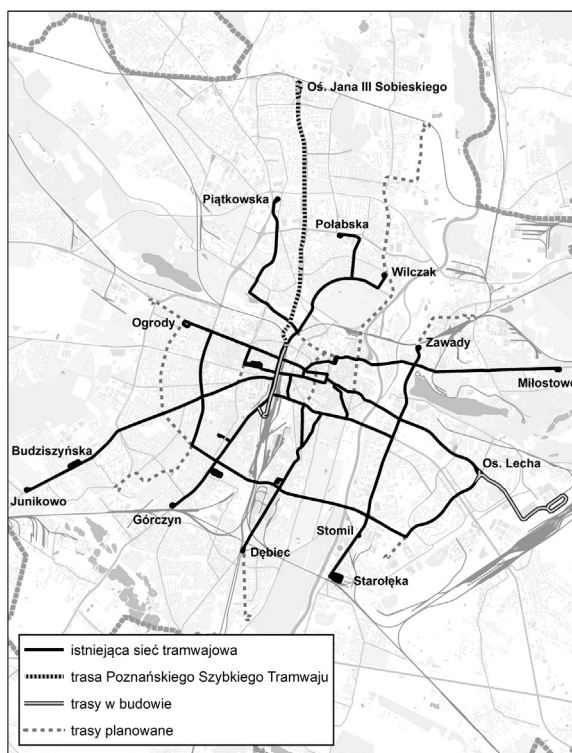 Oś. Jana III Sobieskiego
Piątkowska
Połabska
Wilczak
Ogrody
Zawady
Miłostowo
Budziszyńska
Os. Lecha
Junikowo
Górczyn
Stomil
Dębiec
Starołęka
istniejąca sieć tramwajowa
trasa Poznańskiego Szybkiego Tramwaju
trasy w budowie
trasy planowane